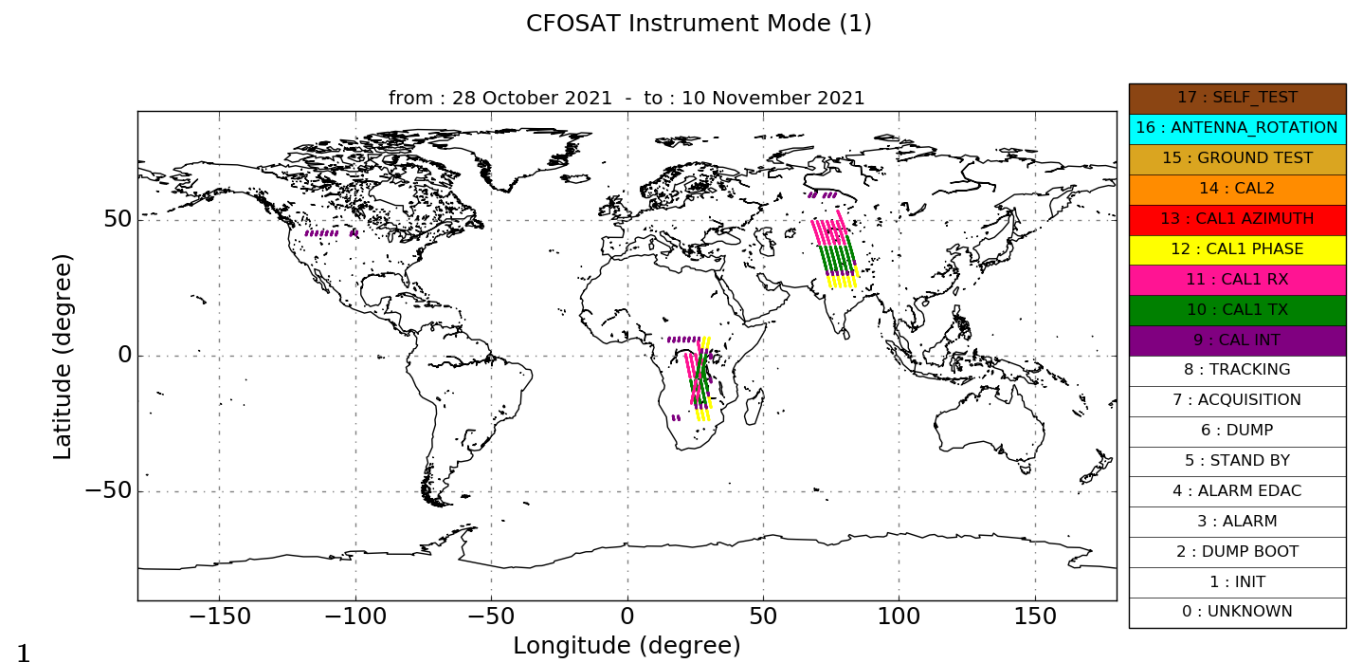 CFOSAT Instrument Mode (1)
from : 28 October 2021 - to : 10 November 2021
17 : SELF_TEST
16 : ANTENNA_ROTATION
15 : GROUND TEST
14 : CAL2
13 : CAL1 AZIMUTH
12 : CAL1 PHASE
11 : CAL1 RX
10 : CAL1 TX
9 : CAL INT
8 : TRACKING
7 : ACQUISITION
6 : DUMP
5 : STAND BY
4 : ALARM EDAC
3 : ALARM
2 : DUMP BOOT
1 : INIT
0 : UNKNOWN
Latitude (degree)
50
0
−50
−150 −100 −50 0 50 100 150
Longitude (degree)
1